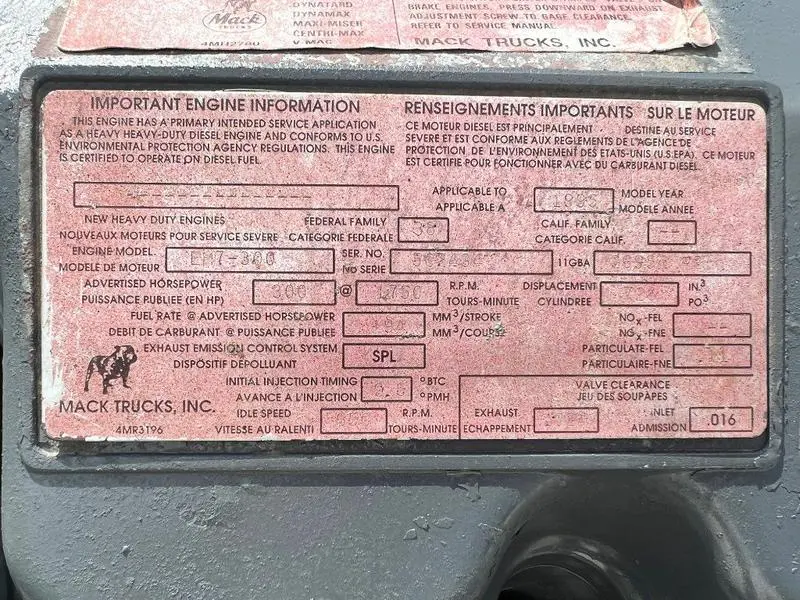 Mack
DYNATARD
DYNAMAX
MAXI-MISER
CENTRI-MAX
V MAC
BRAKE ENGINES, PRESS DOWNWARD ON EXHAUST
ADJUSTMENT SCREW TO GAGE CLEARANCE.
REFER TO SERVICE MANUAL.
MACK TRUCKS, INC.
IMPORTANT ENGINE INFORMATION
THIS ENGINE HAS A PRIMARY INTENDED SERVICE APPLICATION
AS A HEAVY HEAVY-DUTY DIESEL ENGINE AND CONFORMS TO U.S.
ENVIRONMENTAL PROTECTION AGENCY REGULATIONS. THIS ENGINE
IS CERTIFIED TO OPERATE ON DIESEL FUEL.
RENSEIGNEMENTS IMPORTANTS SUR LE MOTEUR
CE MOTEUR DIESEL EST PRINCIPALEMENT DESTINE AU SERVICE
SEVERE ET EST CONFORME AUX REGLEMENTS DE L'AGENCE DE
PROTECTION DE L'ENVIRONNEMENT DES ETATS-UNIS (U.S.EPA). CE MOTEUR
EST CERTIFIE POUR FONCTIONNER AVEC DU CARBURANT DIESEL.
APPLICABLE TO MODEL YEAR
APPLICABLE A MODELE ANNEE
NEW HEAVY DUTY ENGINES FEDERAL FAMILY CALIF. FAMILY
NOUVEAUX MOTEURS POUR SERVICE SEVERE CATEGORIE FEDERALE CATEGORIE CALIF. --
ENGINE MODEL EM7-300 SER. NO. 11GBA
MODELE DE MOTEUR No SERIE
ADVERTISED HORSEPOWER 300 @ 1750 R.P.M. DISPLACEMENT IN.³
PUISSANCE PUBLIEE (EN HP) TOURS-MINUTE CYLINDREE PO³
FUEL RATE @ ADVERTISED HORSEPOWER MM³/STROKE NOx-FEL --
DEBIT DE CARBURANT @ PUISSANCE PUBLIEE MM³/COURSE NOx-FNE
EXHAUST EMISSION CONTROL SYSTEM SPL PARTICULATE-FEL
DISPOSITIF DÉPOLLUANT PARTICULAIRE-FNE
INITIAL INJECTION TIMING °BTC VALVE CLEARANCE
AVANCE A L'INJECTION °PMH JEU DES SOUPAPES
MACK TRUCKS, INC.
IDLE SPEED R.P.M. EXHAUST INLET .016
4MR3196 VITESSE AU RALENTI TOURS-MINUTE ECHAPPEMENT ADMISSION